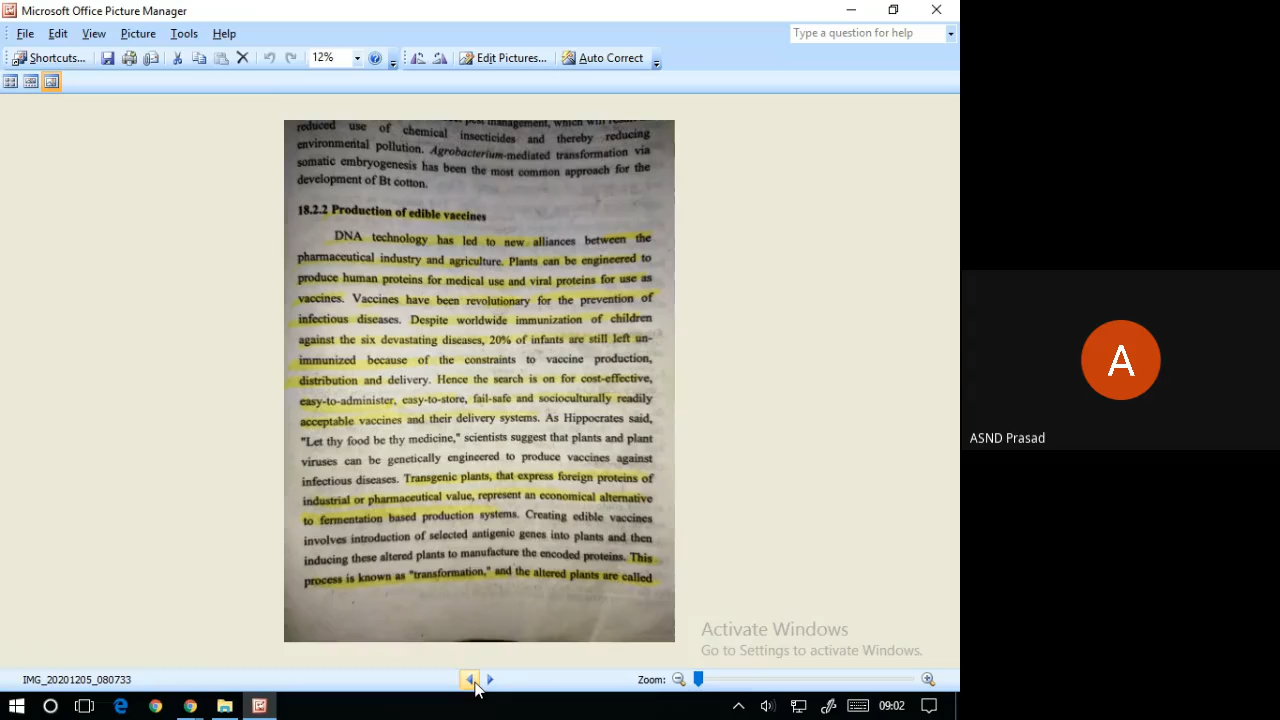 Microsoft Office Picture Manager
File Edit View Picture Tools Help
Type a question for help
Shortcuts... 12% Edit Pictures... Auto Correct
reduced use of chemical insecticides and thereby reducing
environmental pollution. Agrobacterium-mediated transformation via
somatic embryogenesis has been the most common approach for the
development of Bt cotton.
18.2.2 Production of edible vaccines
DNA technology has led to new alliances between the
pharmaceutical industry and agriculture. Plants can be engineered to
produce human proteins for medical use and viral proteins for use as
vaccines. Vaccines have been revolutionary for the prevention of
infectious diseases. Despite worldwide immunization of children
against the six devastating diseases, 20% of infants are still left un-
immunized because of the constraints to vaccine production,
distribution and delivery. Hence the search is on for cost-effective,
easy-to-administer, easy-to-store, fail-safe and socioculturally readily
acceptable vaccines and their delivery systems. As Hippocrates said,
"Let thy food be thy medicine," scientists suggest that plants and plant
viruses can be genetically engineered to produce vaccines against
infectious diseases. Transgenic plants, that express foreign proteins of
industrial or pharmaceutical value, represent an economical alternative
to fermentation based production systems. Creating edible vaccines
involves introduction of selected antigenic genes into plants and then
inducing these altered plants to manufacture the encoded proteins. This
process is known as "transformation," and the altered plants are called
A
ASND Prasad
Activate Windows
Go to Settings to activate Windows.
IMG_20201205_080733
Zoom:
09:02